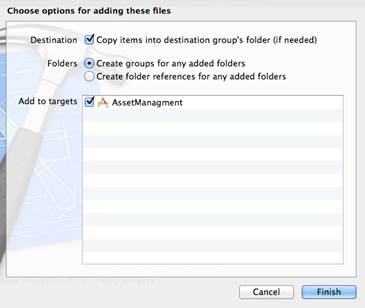 Choose options for adding these files
Destination Copy items into destination group's folder (if needed)
Folders Create groups for any added folders
Create folder references for any added folders
Add to targets AssetManagment
Cancel Finish